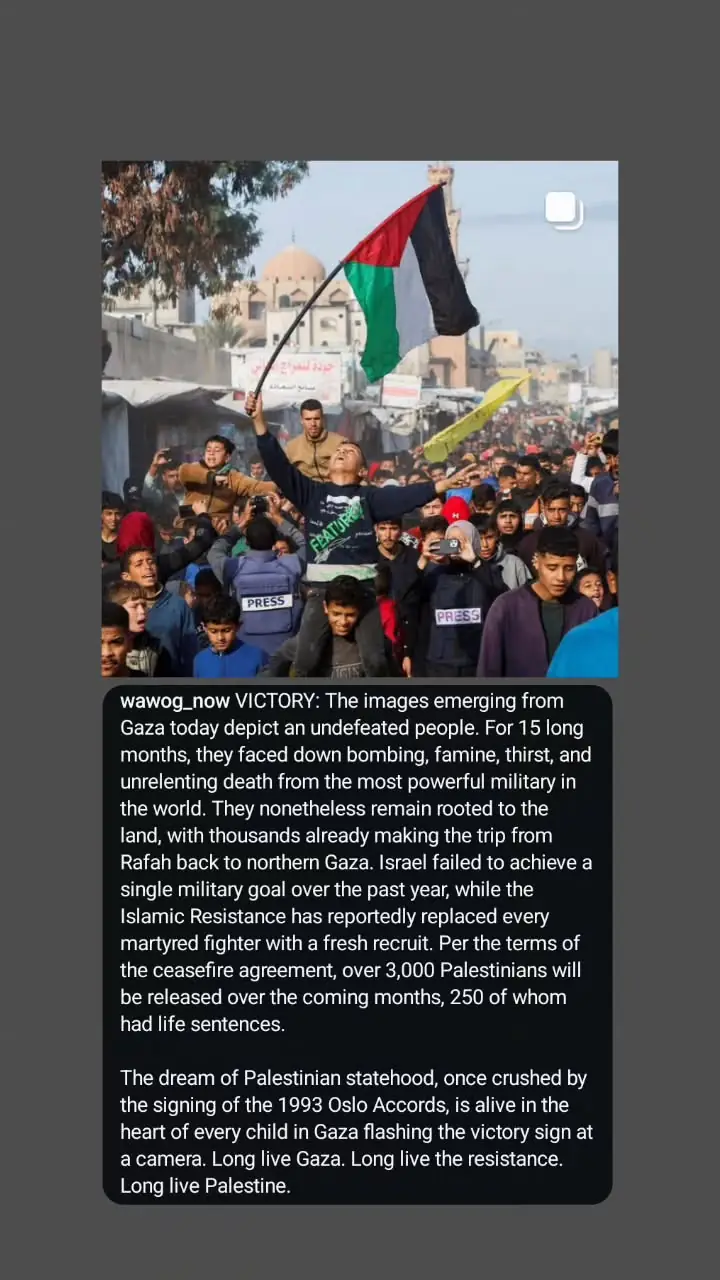 FEATURE
PRESS
PRESS
wawog_now VICTORY: The images emerging from
Gaza today depict an undefeated people. For 15 long
months, they faced down bombing, famine, thirst, and
unrelenting death from the most powerful military in
the world. They nonetheless remain rooted to the
land, with thousands already making the trip from
Rafah back to northern Gaza. Israel failed to achieve a
single military goal over the past year, while the
Islamic Resistance has reportedly replaced every
martyred fighter with a fresh recruit. Per the terms of
the ceasefire agreement, over 3,000 Palestinians will
be released over the coming months, 250 of whom
had life sentences.
The dream of Palestinian statehood, once crushed by
the signing of the 1993 Oslo Accords, is alive in the
heart of every child in Gaza flashing the victory sign at
a camera. Long live Gaza. Long live the resistance.
Long live Palestine.